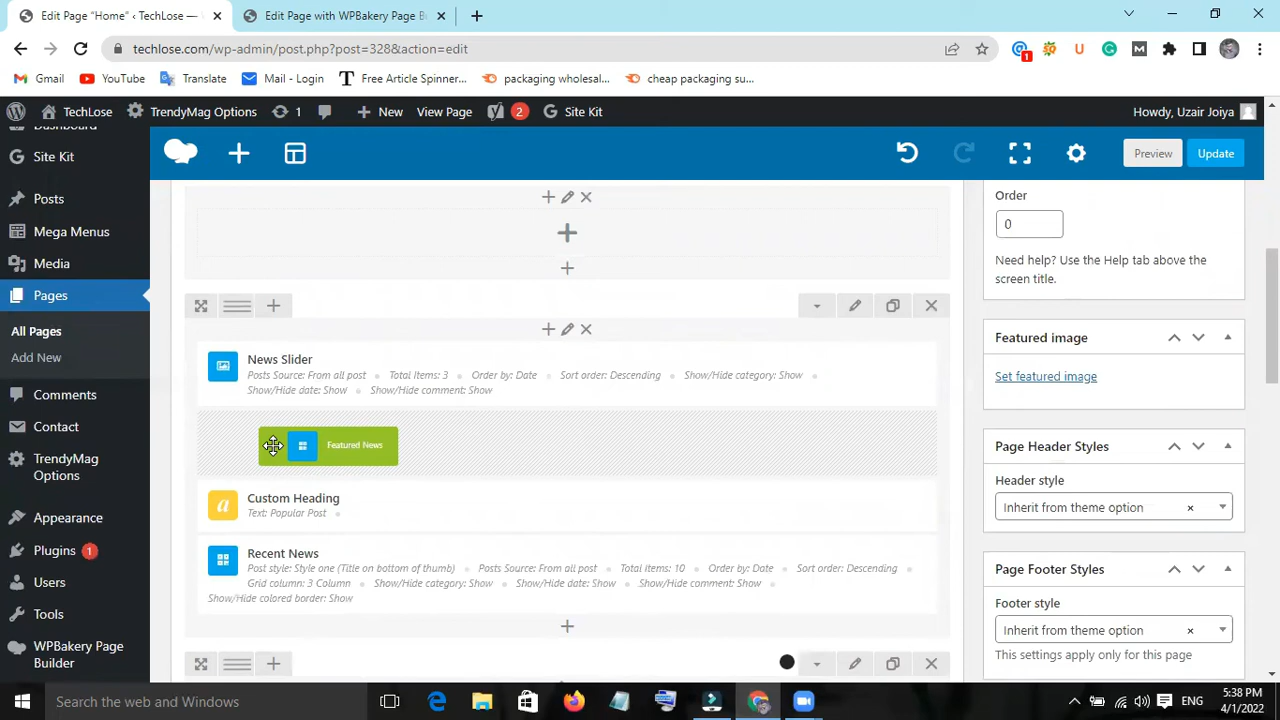 Edit Page "Home" ‹ TechLose — W
Edit Page with WPBakery Page B
techlose.com/wp-admin/post.php?post=328&action=edit
1
U
M
Gmail
YouTube
Translate
Mail - Login
Free Article Spinner...
packaging wholesal...
cheap packaging su...
TechLose
TrendyMag Options
1
New
View Page
2
Site Kit
Howdy, Uzair Joiya
Dashboard
Site Kit
Posts
Mega Menus
Media
Pages
All Pages
Add New
Comments
Contact
TrendyMag
Options
Appearance
Plugins 1
Users
Tools
WPBakery Page
Builder
Preview
Update
News Slider
Posts Source: From all post
Total Items: 3
Order by: Date
Sort order: Descending
Show/Hide category: Show
Show/Hide date: Show
Show/Hide comment: Show
Featured News
a
Custom Heading
Text: Popular Post
Recent News
Post style: Style one (Title on bottom of thumb)
Posts Source: From all post
Total items: 10
Order by: Date
Sort order: Descending
Grid column: 3 Column
Show/Hide category: Show
Show/Hide date: Show
Show/Hide comment: Show
Show/Hide colored border: Show
Order
0
Need help? Use the Help tab above the
screen title.
Featured image
Set featured image
Page Header Styles
Header style
Inherit from theme option ×
Page Footer Styles
Footer style
Inherit from theme option ×
This settings apply only for this page
Search Windows
ENG
5:38 PM
4/1/2022